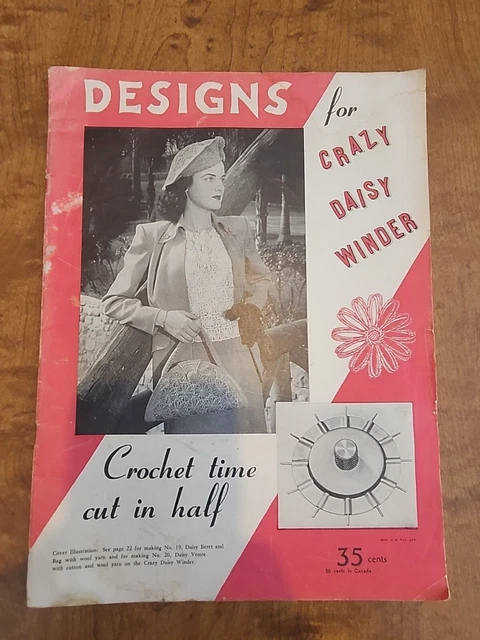 DESIGNS
for
CRAZY
DAISY
WINDER
Crochet time
cut in half
Cover Illustration: See page 22 for making No. 19, Daisy Beret and
Bag with wool yarn and for making No. 20, Daisy Vestee
with cotton and wool yarn on the Crazy Daisy Winder.
35 cents
50 cents in Canada